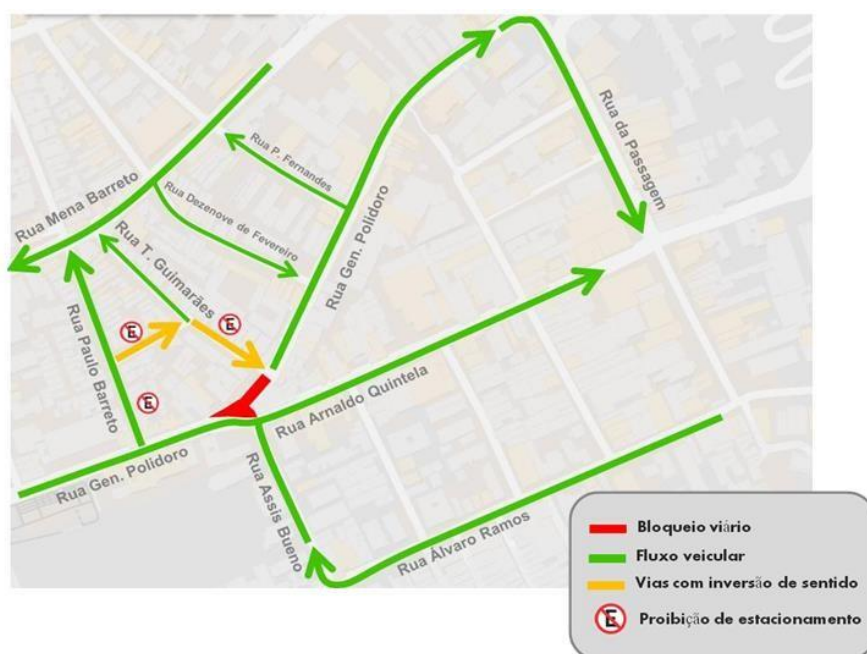 Rua P. Fernandes
Rua da Passagem
Rua Mena Barreto
Rua Dezenove de Fevereiro
Rua T. Guimarães
Rua Gen. Polidoro
E
E
Rua Paulo Barreto
E
Rua Arnaldo Quintela
Rua Gen. Polidoro
Rua Assis Bueno
Rua Álvaro Ramos
Bloqueio viário
Fluxo veicular
Vias com inversão de sentido
E Proibição de estacionamento